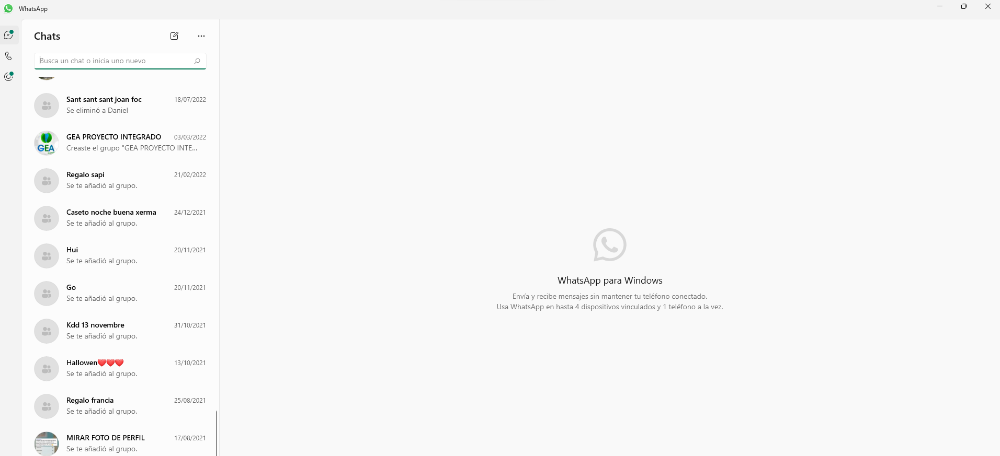 WhatsApp
Chats
Busca un chat o inicia uno nuevo
Sant sant sant joan foc 18/07/2022
Se eliminó a Daniel
GEA
GEA PROYECTO INTEGRADO 03/03/2022
Creaste el grupo "GEA PROYECTO INTE...
Regalo sapi 21/02/2022
Se te añadió al grupo.
Caseto noche buena xerma 24/12/2021
Se te añadió al grupo.
Hui 20/11/2021
Se te añadió al grupo.
Go 20/11/2021
Se te añadió al grupo.
Kdd 13 novembre 31/10/2021
Se te añadió al grupo.
Hallowen❤️❤️❤️ 13/10/2021
Se te añadió al grupo.
Regalo francia 25/08/2021
Se te añadió al grupo.
MIRAR FOTO DE PERFIL 17/08/2021
Se te añadió al grupo.
WhatsApp para Windows
Envía y recibe mensajes sin mantener tu teléfono conectado.
Usa WhatsApp en hasta 4 dispositivos vinculados y 1 teléfono a la vez.